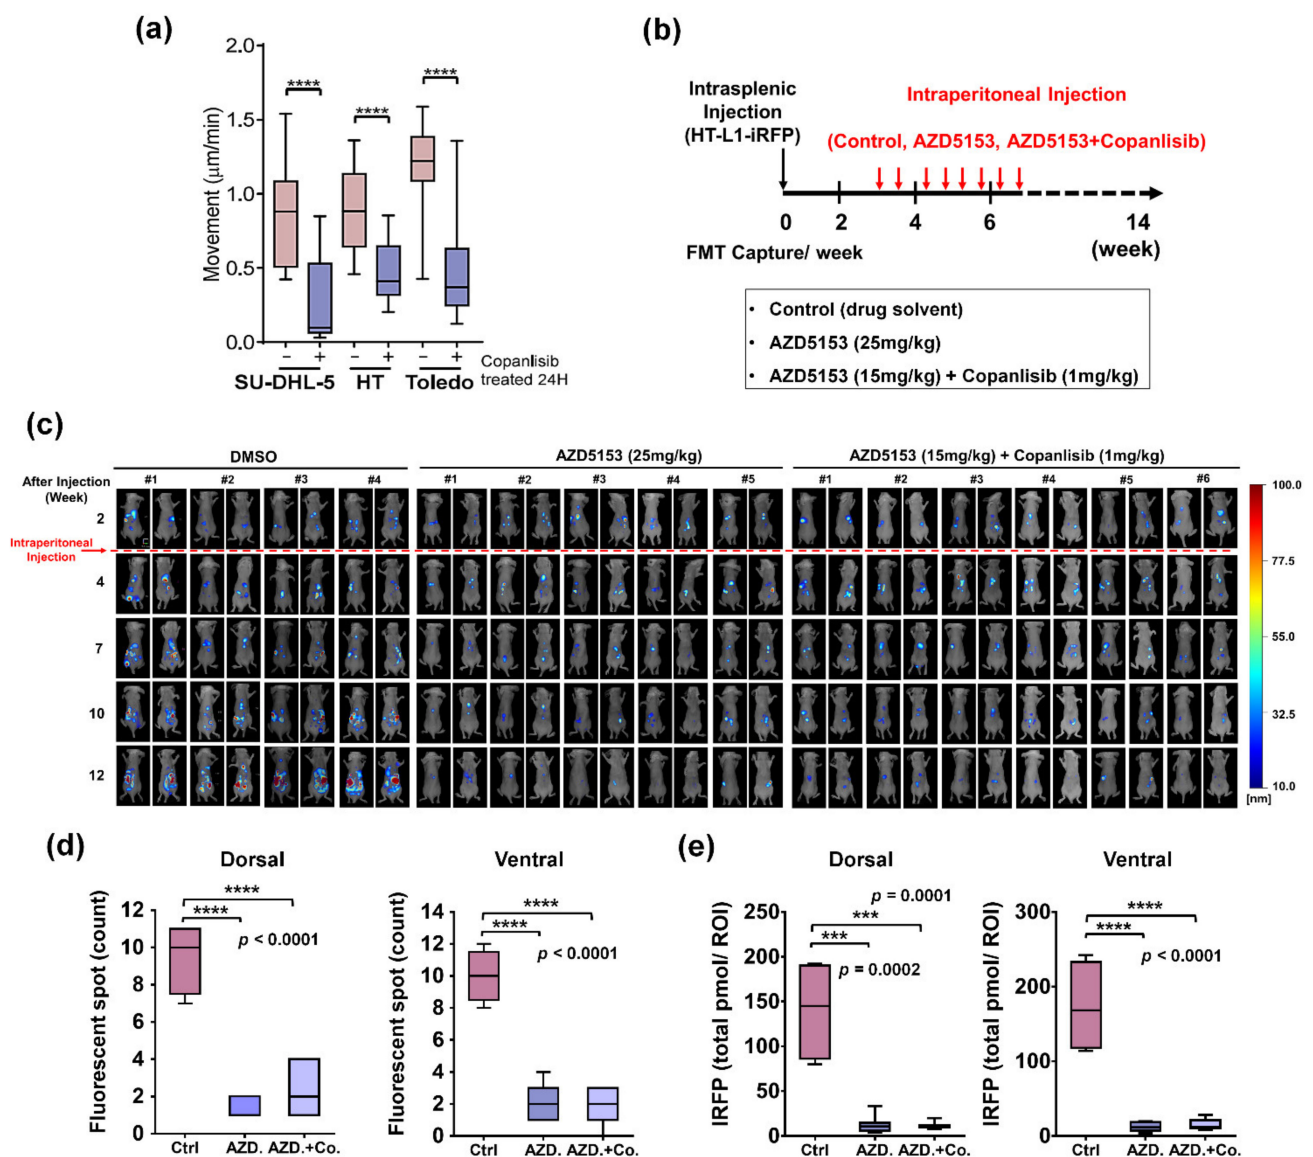 (a)
2.0
1.5
1.0
0.5
0.0
Movement (μm/min)
****
****
****
– + – + – +
SU-DHL-5 HT Toledo
Copanlisib
treated 24H
(b)
Intrasplenic
Injection
(HT-L1-iRFP)
Intraperitoneal Injection
(Control, AZD5153, AZD5153+Copanlisib)
0 2 4 6 14
(week)
FMT Capture/ week
• Control (drug solvent)
• AZD5153 (25mg/kg)
• AZD5153 (15mg/kg) + Copanlisib (1mg/kg)
(c)
DMSO AZD5153 (25mg/kg) AZD5153 (15mg/kg) + Copanlisib (1mg/kg)
After Injection
(Week)
#1 #2 #3 #4 #1 #2 #3 #4 #5 #1 #2 #3 #4 #5 #6
2
Intraperitoneal
Injection
4
7
10
12
100.0
77.5
55.0
32.5
10.0
[nm]
(d)
Dorsal
Fluorescent spot (count)
12
10
8
6
4
2
0
****
****
p < 0.0001
Ctrl AZD. AZD.+Co.
Ventral
Fluorescent spot (count)
14
12
10
8
6
4
2
0
****
****
p < 0.0001
Ctrl AZD. AZD.+Co.
(e)
Dorsal
IRFP (total pmol/ ROI)
250
200
150
100
50
0
p = 0.0001
***
***
p = 0.0002
Ctrl AZD. AZD.+Co.
Ventral
IRFP (total pmol/ ROI)
300
200
100
0
****
****
p < 0.0001
Ctrl AZD. AZD.+Co.